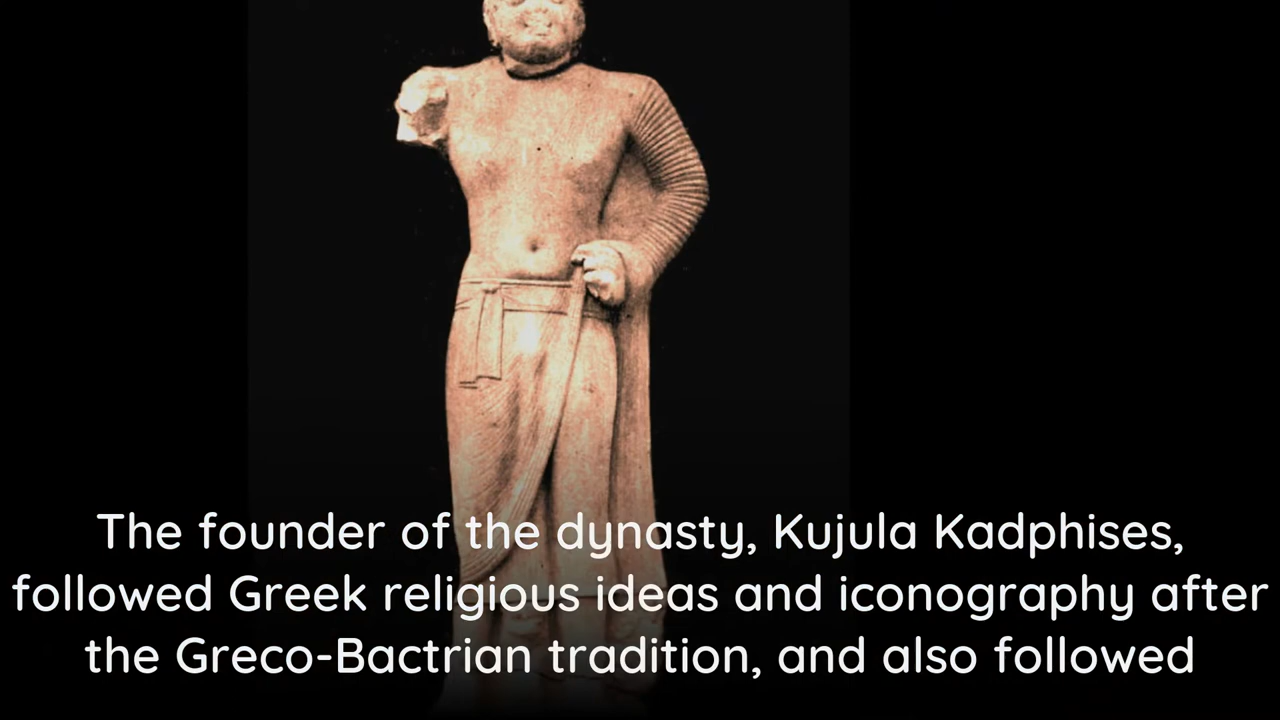 The founder of the dynasty, Kujula Kadphises,
followed Greek religious ideas and iconography after
the Greco-Bactrian tradition, and also followed